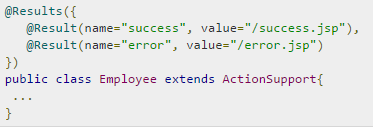 @Results({
   @Result(name="success", value="/success.jsp"),
   @Result(name="error", value="/error.jsp")
})
public class Employee extends ActionSupport{
 ...
}